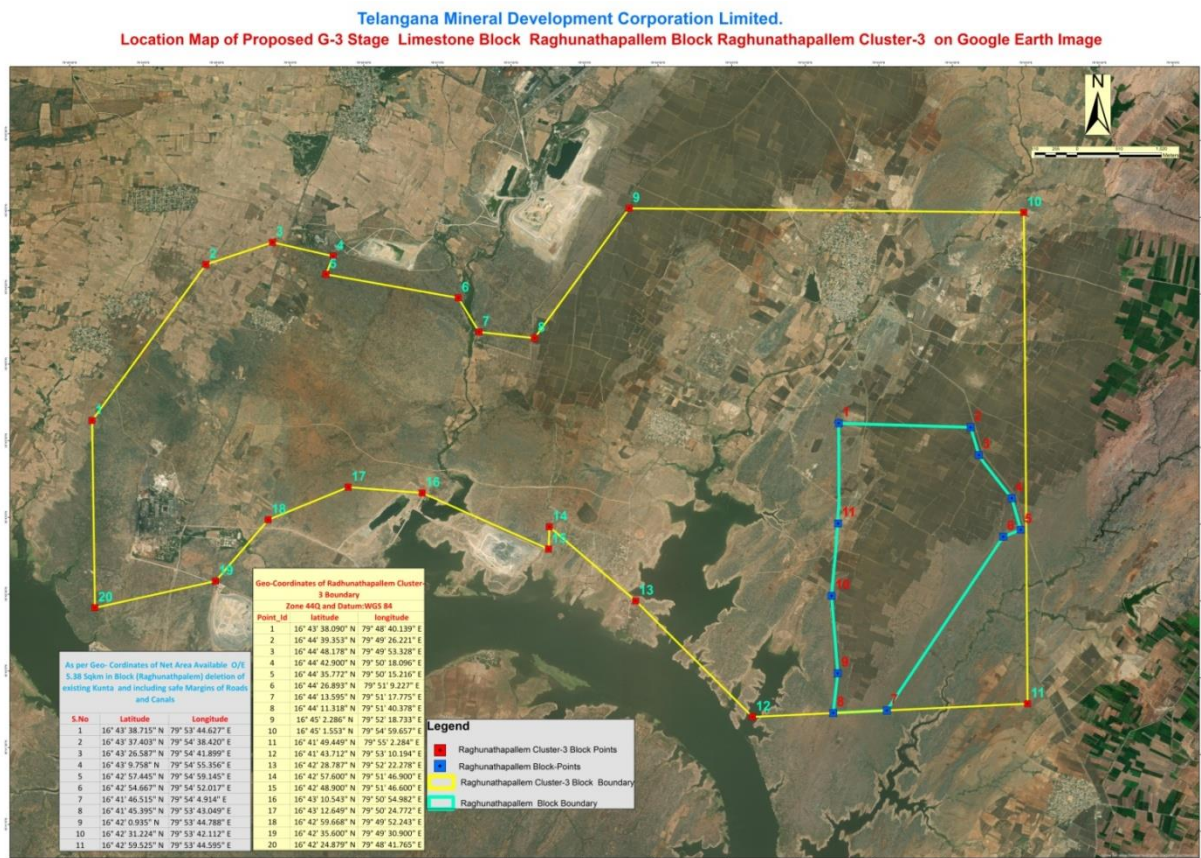 Telangana Mineral Development Corporation Limited.
Location Map of Proposed G-3 Stage Limestone Block Raghunathapallem Block Raghunathapallem Cluster-3 on Google Earth Image
N
9
10
3
2
4
5
6
7
8
1
1
2
3
4
17
16
18
11
14
5
6
15
19
10
13
20
9
12
8
7
11
Geo-Coordinates of Radhunathapallem Cluster-
3 Boundary
Zone 44Q and Datum:WGS 84
Point_Id latitude longitude
1 16° 43' 38.090" N 79° 48' 40.139" E
2 16° 44' 39.353" N 79° 49' 26.221" E
3 16° 44' 48.178" N 79° 49' 53.328" E
4 16° 44' 42.900" N 79° 50' 18.096" E
5 16° 44' 35.772" N 79° 50' 15.216" E
6 16° 44' 26.893" N 79° 51' 9.227" E
7 16° 44' 13.595" N 79° 51' 17.775" E
8 16° 44' 11.318" N 79° 51' 40.378" E
9 16° 45' 2.286" N 79° 52' 18.733" E
10 16° 45' 1.553" N 79° 54' 59.657" E
11 16° 41' 49.449" N 79° 55' 2.284" E
12 16° 41' 43.712" N 79° 53' 10.194" E
13 16° 42' 28.787" N 79° 52' 22.278" E
14 16° 42' 57.600" N 79° 51' 46.900" E
15 16° 42' 48.900" N 79° 51' 46.600" E
16 16° 43' 10.543" N 79° 50' 54.982" E
17 16° 43' 12.649" N 79° 50' 24.772" E
18 16° 42' 59.668" N 79° 49' 52.243" E
19 16° 42' 35.600" N 79° 49' 30.900" E
20 16° 42' 24.879" N 79° 48' 41.765" E
As per Geo- Cordinates of Net Area Available O/E
5.38 Sqkm in Block (Raghunathpalem) deletion of
existing Kunta and including safe Margins of Roads
and Canals
S.No Latitude Longitude
1 16° 43' 38.715" N 79° 53' 44.627" E
2 16° 43' 37.403" N 79° 54' 38.420" E
3 16° 43' 26.587" N 79° 54' 41.899" E
4 16° 43' 9.758" N 79° 54' 55.356" E
5 16° 42' 57.445" N 79° 54' 59.145" E
6 16° 42' 54.667" N 79° 54' 52.017" E
7 16° 41' 46.515" N 79° 54' 4.914" E
8 16° 41' 45.395" N 79° 53' 43.049" E
9 16° 42' 0.935" N 79° 53' 44.788" E
10 16° 42' 31.224" N 79° 53' 42.112" E
11 16° 42' 59.525" N 79° 53' 44.595" E
Legend
Raghunathapallem Cluster-3 Block Points
Raghunathapallem Block-Points
Raghunathapallem Cluster-3 Block Boundary
Raghunathapallem Block Boundary